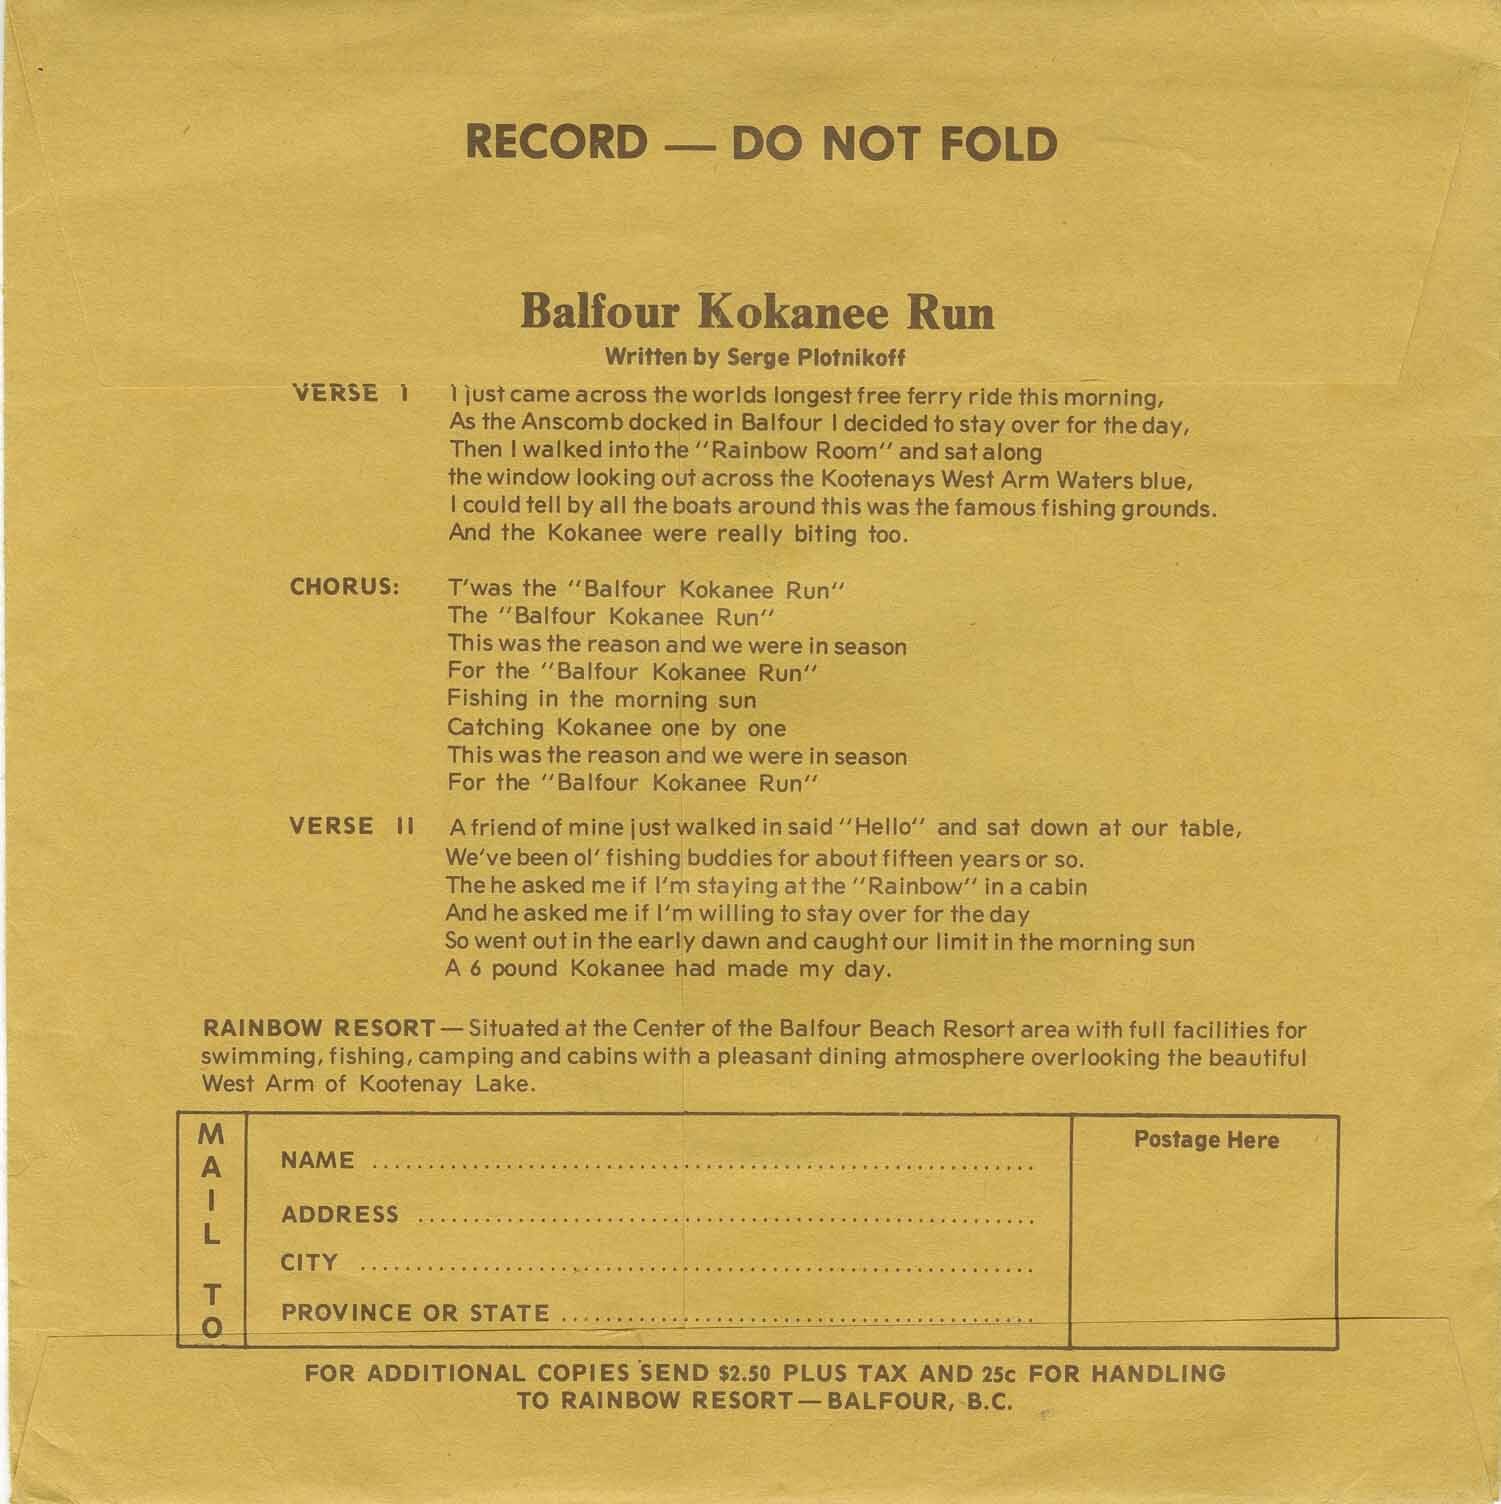 RECORD — DO NOT FOLD
Balfour Kokanee Run
Written by Serge Plotnikoff
VERSE I I just came across the worlds longest free ferry ride this morning,
As the Anscomb docked in Balfour I decided to stay over for the day,
Then I walked into the "Rainbow Room" and sat along
the window looking out across the Kootenays West Arm Waters blue,
I could tell by all the boats around this was the famous fishing grounds.
And the Kokanee were really biting too.
CHORUS: T'was the "Balfour Kokanee Run"
The "Balfour Kokanee Run"
This was the reason and we were in season
For the "Balfour Kokanee Run"
Fishing in the morning sun
Catching Kokanee one by one
This was the reason and we were in season
For the "Balfour Kokanee Run"
VERSE II A friend of mine just walked in said "Hello" and sat down at our table,
We've been ol' fishing buddies for about fifteen years or so.
The he asked me if I'm staying at the "Rainbow" in a cabin
And he asked me if I'm willing to stay over for the day
So went out in the early dawn and caught our limit in the morning sun
A 6 pound Kokanee had made my day.
RAINBOW RESORT — Situated at the Center of the Balfour Beach Resort area with full facilities for
swimming, fishing, camping and cabins with a pleasant dining atmosphere overlooking the beautiful
West Arm of Kootenay Lake.
MAIL TO
NAME
ADDRESS
CITY
PROVINCE OR STATE
Postage Here
FOR ADDITIONAL COPIES SEND $2.50 PLUS TAX AND 25c FOR HANDLING
TO RAINBOW RESORT — BALFOUR, B.C.